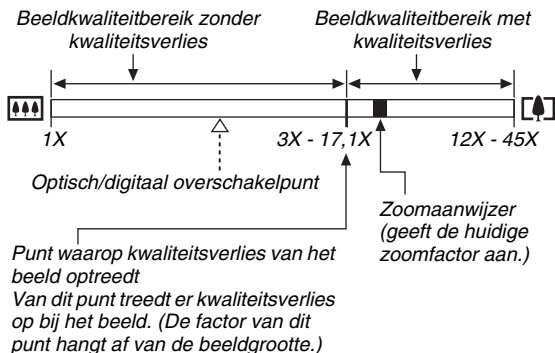 Beeldkwaliteitbereik zonder
kwaliteitsverlies
Beeldkwaliteitbereik met
kwaliteitsverlies
1X
3X - 17,1X
12X - 45X
Optisch/digitaal overschakelpunt
Zoomaanwijzer
(geeft de huidige
zoomfactor aan.)
Punt waarop kwaliteitsverlies van het
beeld optreedt
Van dit punt treedt er kwaliteitsverlies
op bij het beeld. (De factor van dit
punt hangt af van de beeldgrootte.)